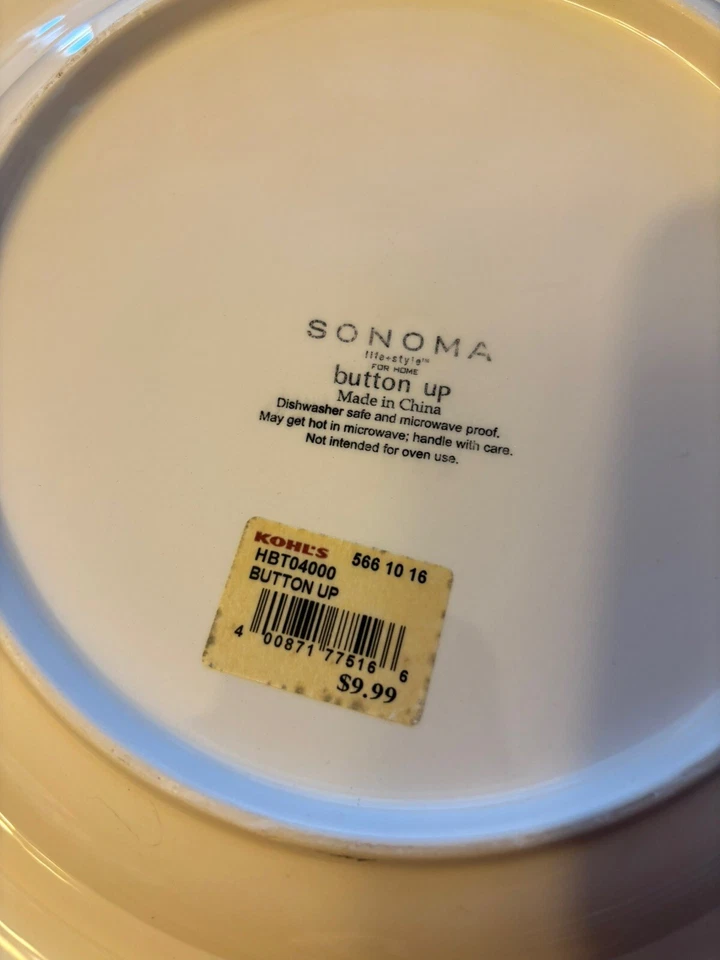 SONOMA
life+style™
FOR HOME
button up
Made in China
Dishwasher safe and microwave proof.
May get hot in microwave; handle with care.
Not intended for oven use.
KOHL'S
HBT04000 566 10 16
BUTTON UP
4 00871 77516 6
$9.99